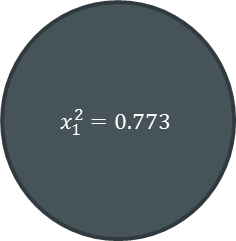 $x_1^2 = 0.773$